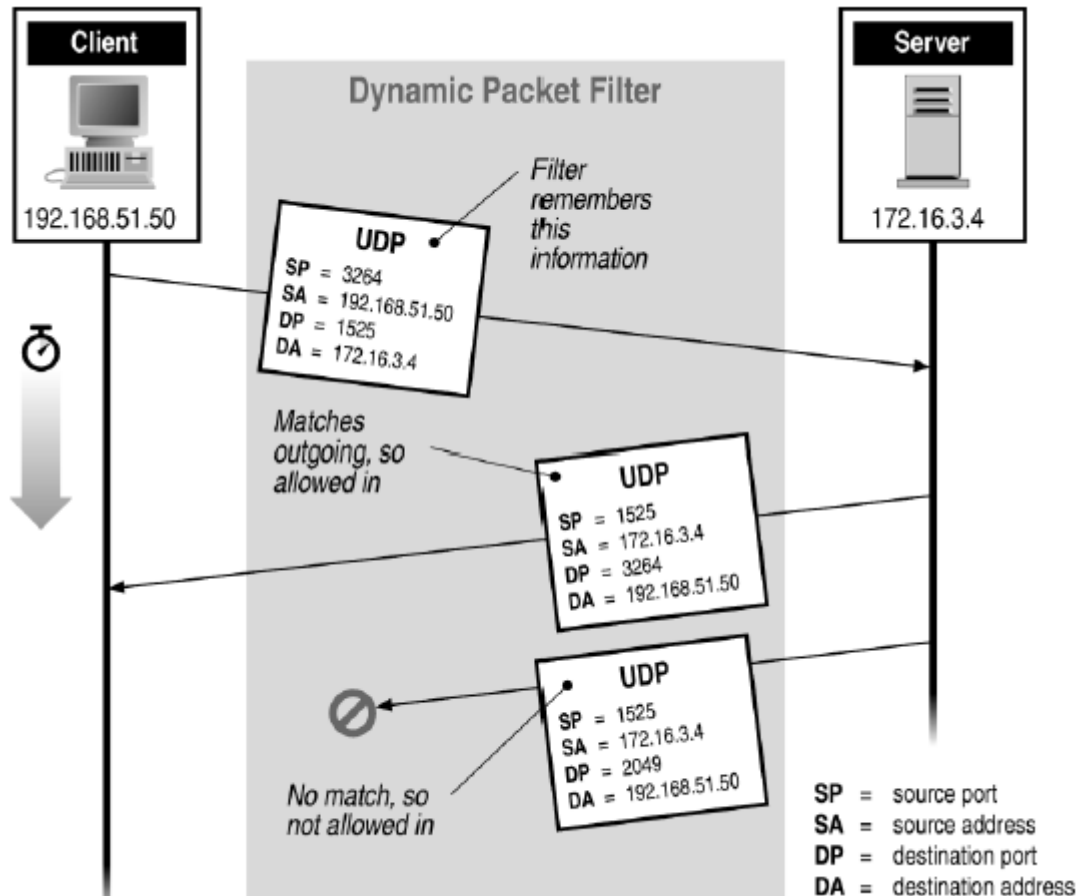 Client
192.168.51.50
Server
172.16.3.4
Dynamic Packet Filter
Filter
remembers
this
information
UDP
SP = 3264
SA = 192.168.51.50
DP = 1525
DA = 172.16.3.4
Matches
outgoing, so
allowed in
UDP
SP = 1525
SA = 172.16.3.4
DP = 3264
DA = 192.168.51.50
UDP
SP = 1525
SA = 172.16.3.4
DP = 2049
DA = 192.168.51.50
No match, so
not allowed in
SP = source port
SA = source address
DP = destination port
DA = destination address